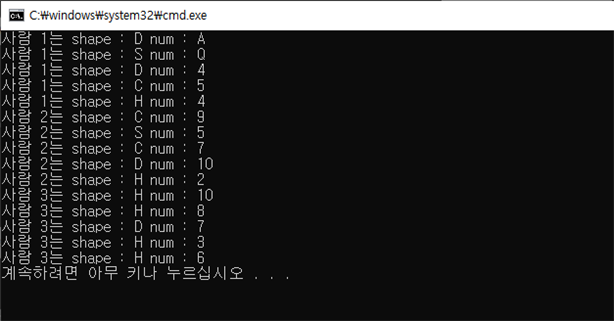 C:₩windows₩system32₩cmd.exe
사람 1는 shape : D num : A
사람 1는 shape : S num : Q
사람 1는 shape : D num : 4
사람 1는 shape : C num : 5
사람 1는 shape : H num : 4
사람 2는 shape : C num : 9
사람 2는 shape : S num : 5
사람 2는 shape : C num : 7
사람 2는 shape : D num : 10
사람 2는 shape : H num : 2
사람 3는 shape : H num : 10
사람 3는 shape : H num : 8
사람 3는 shape : D num : 7
사람 3는 shape : H num : 3
사람 3는 shape : H num : 6
계속하려면 아무 키나 누르십시오 . . .